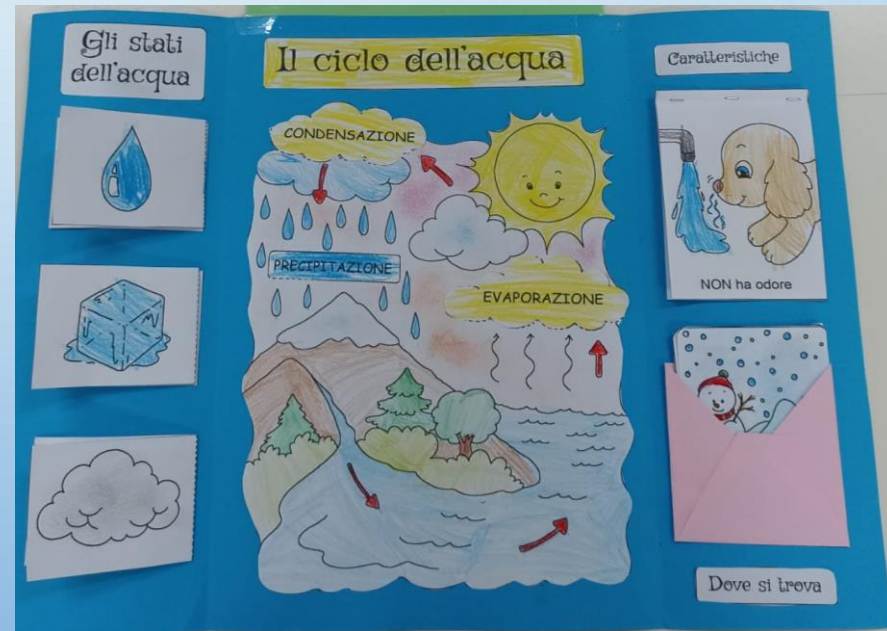 Gli stati
dell'acqua
Il ciclo dell'acqua
CONDENSAZIONE
PRECIPITAZIONE
EVAPORAZIONE
Caratteristiche
NON ha odore
Dove si trova